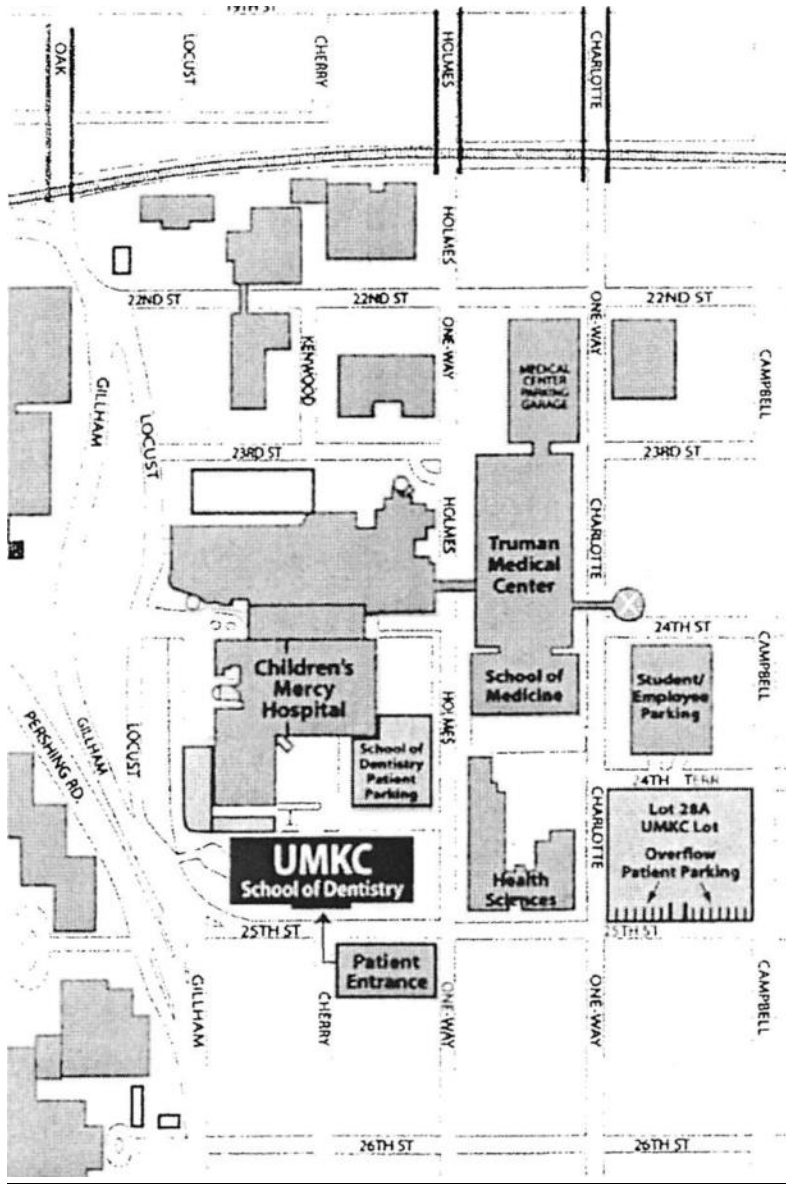 19TH ST
OAK
LOCUST
CHERRY
HOLMES
CHARLOTTE
HOLMES
22ND ST
22ND ST
ONE-WAY
22ND ST
KENWOOD
ONE-WAY
MEDICAL
CENTER
PARKING
GARAGE
CAMPBELL
GILLHAM
LOCUST
23RD ST
23RD ST
HOLMES
CHARLOTTE
Truman
Medical
Center
24TH ST
Children's
Mercy
Hospital
School of
Medicine
Student/
Employee
Parking
CAMPBELL
HOLMES
PERSHING RD.
GILLHAM
LOCUST
School of
Dentistry
Patient
Parking
24TH TERR
CHARLOTTE
Lot 28A
UMKC Lot
Overflow
Patient Parking
UMKC
School of Dentistry
Health
Sciences
25TH ST
25TH ST
Patient
Entrance
GILLHAM
CHERRY
ONE-WAY
ONE-WAY
CAMPBELL
26TH ST
26TH ST